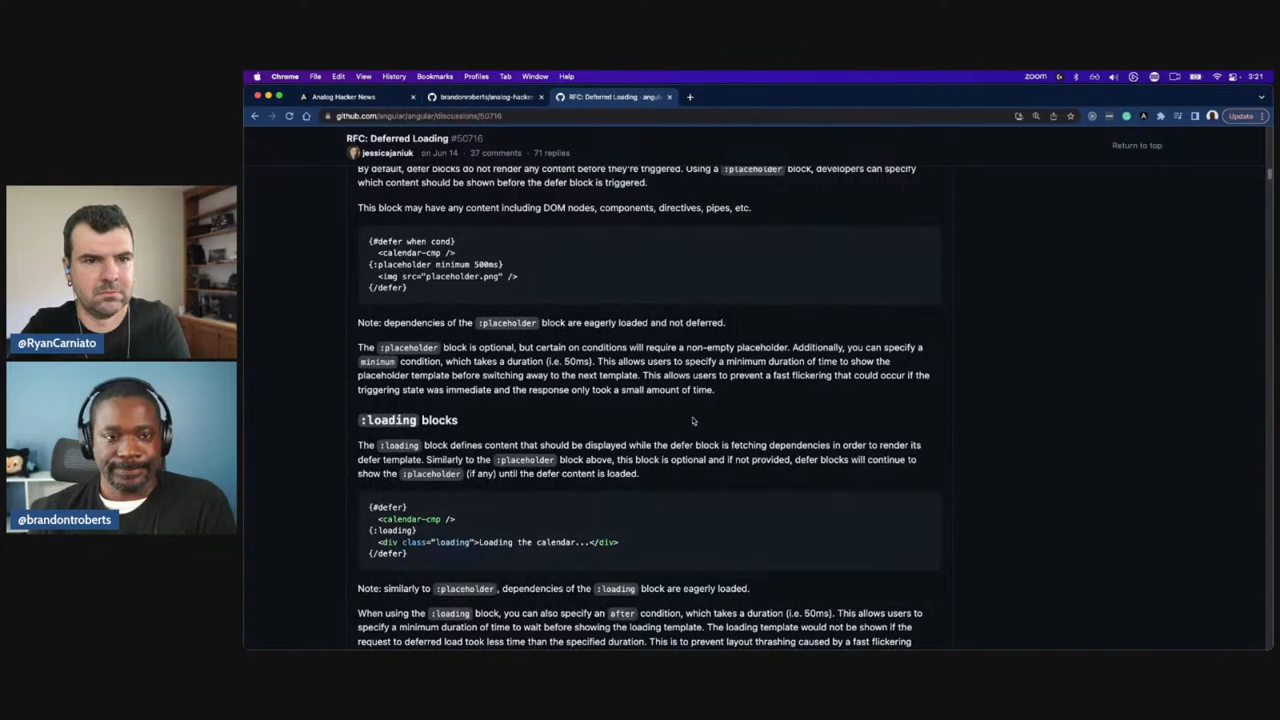 Chrome File Edit View History Bookmarks Profiles Tab Window Help zoom 3:21
Analog Hacker News brandonroberts/analog-hacke RFC: Deferred Loading · angula
github.com/angular/angular/discussions/50716 Update
RFC: Deferred Loading #50716
jessicajaniuk on Jun 14 · 37 comments · 71 replies
Return to top
By default, defer blocks do not render any content before they're triggered. Using a :placeholder block, developers can specify
which content should be shown before the defer block is triggered.
This block may have any content including DOM nodes, components, directives, pipes, etc.
{#defer when cond}
<calendar-cmp />
{:placeholder minimum 500ms}
<img src="placeholder.png" />
{/defer}
Note: dependencies of the :placeholder block are eagerly loaded and not deferred.
The :placeholder block is optional, but certain on conditions will require a non-empty placeholder. Additionally, you can specify a
minimum condition, which takes a duration (i.e. 50ms). This allows users to specify a minimum duration of time to show the
placeholder template before switching away to the next template. This allows users to prevent a fast flickering that could occur if the
triggering state was immediate and the response only took a small amount of time.
:loading blocks
The :loading block defines content that should be displayed while the defer block is fetching dependencies in order to render its
defer template. Similarly to the :placeholder block above, this block is optional and if not provided, defer blocks will continue to
show the :placeholder (if any) until the defer content is loaded.
{#defer}
<calendar-cmp />
{:loading}
<div class="loading">Loading the calendar...</div>
{/defer}
Note: similarly to :placeholder, dependencies of the :loading block are eagerly loaded.
When using the :loading block, you can also specify an after condition, which takes a duration (i.e. 50ms). This allows users to
specify a minimum duration of time to wait before showing the loading template. The loading template would not be shown if the
request to deferred load took less time than the specified duration. This is to prevent layout thrashing caused by a fast flickering
@RyanCarniato
@brandontroberts